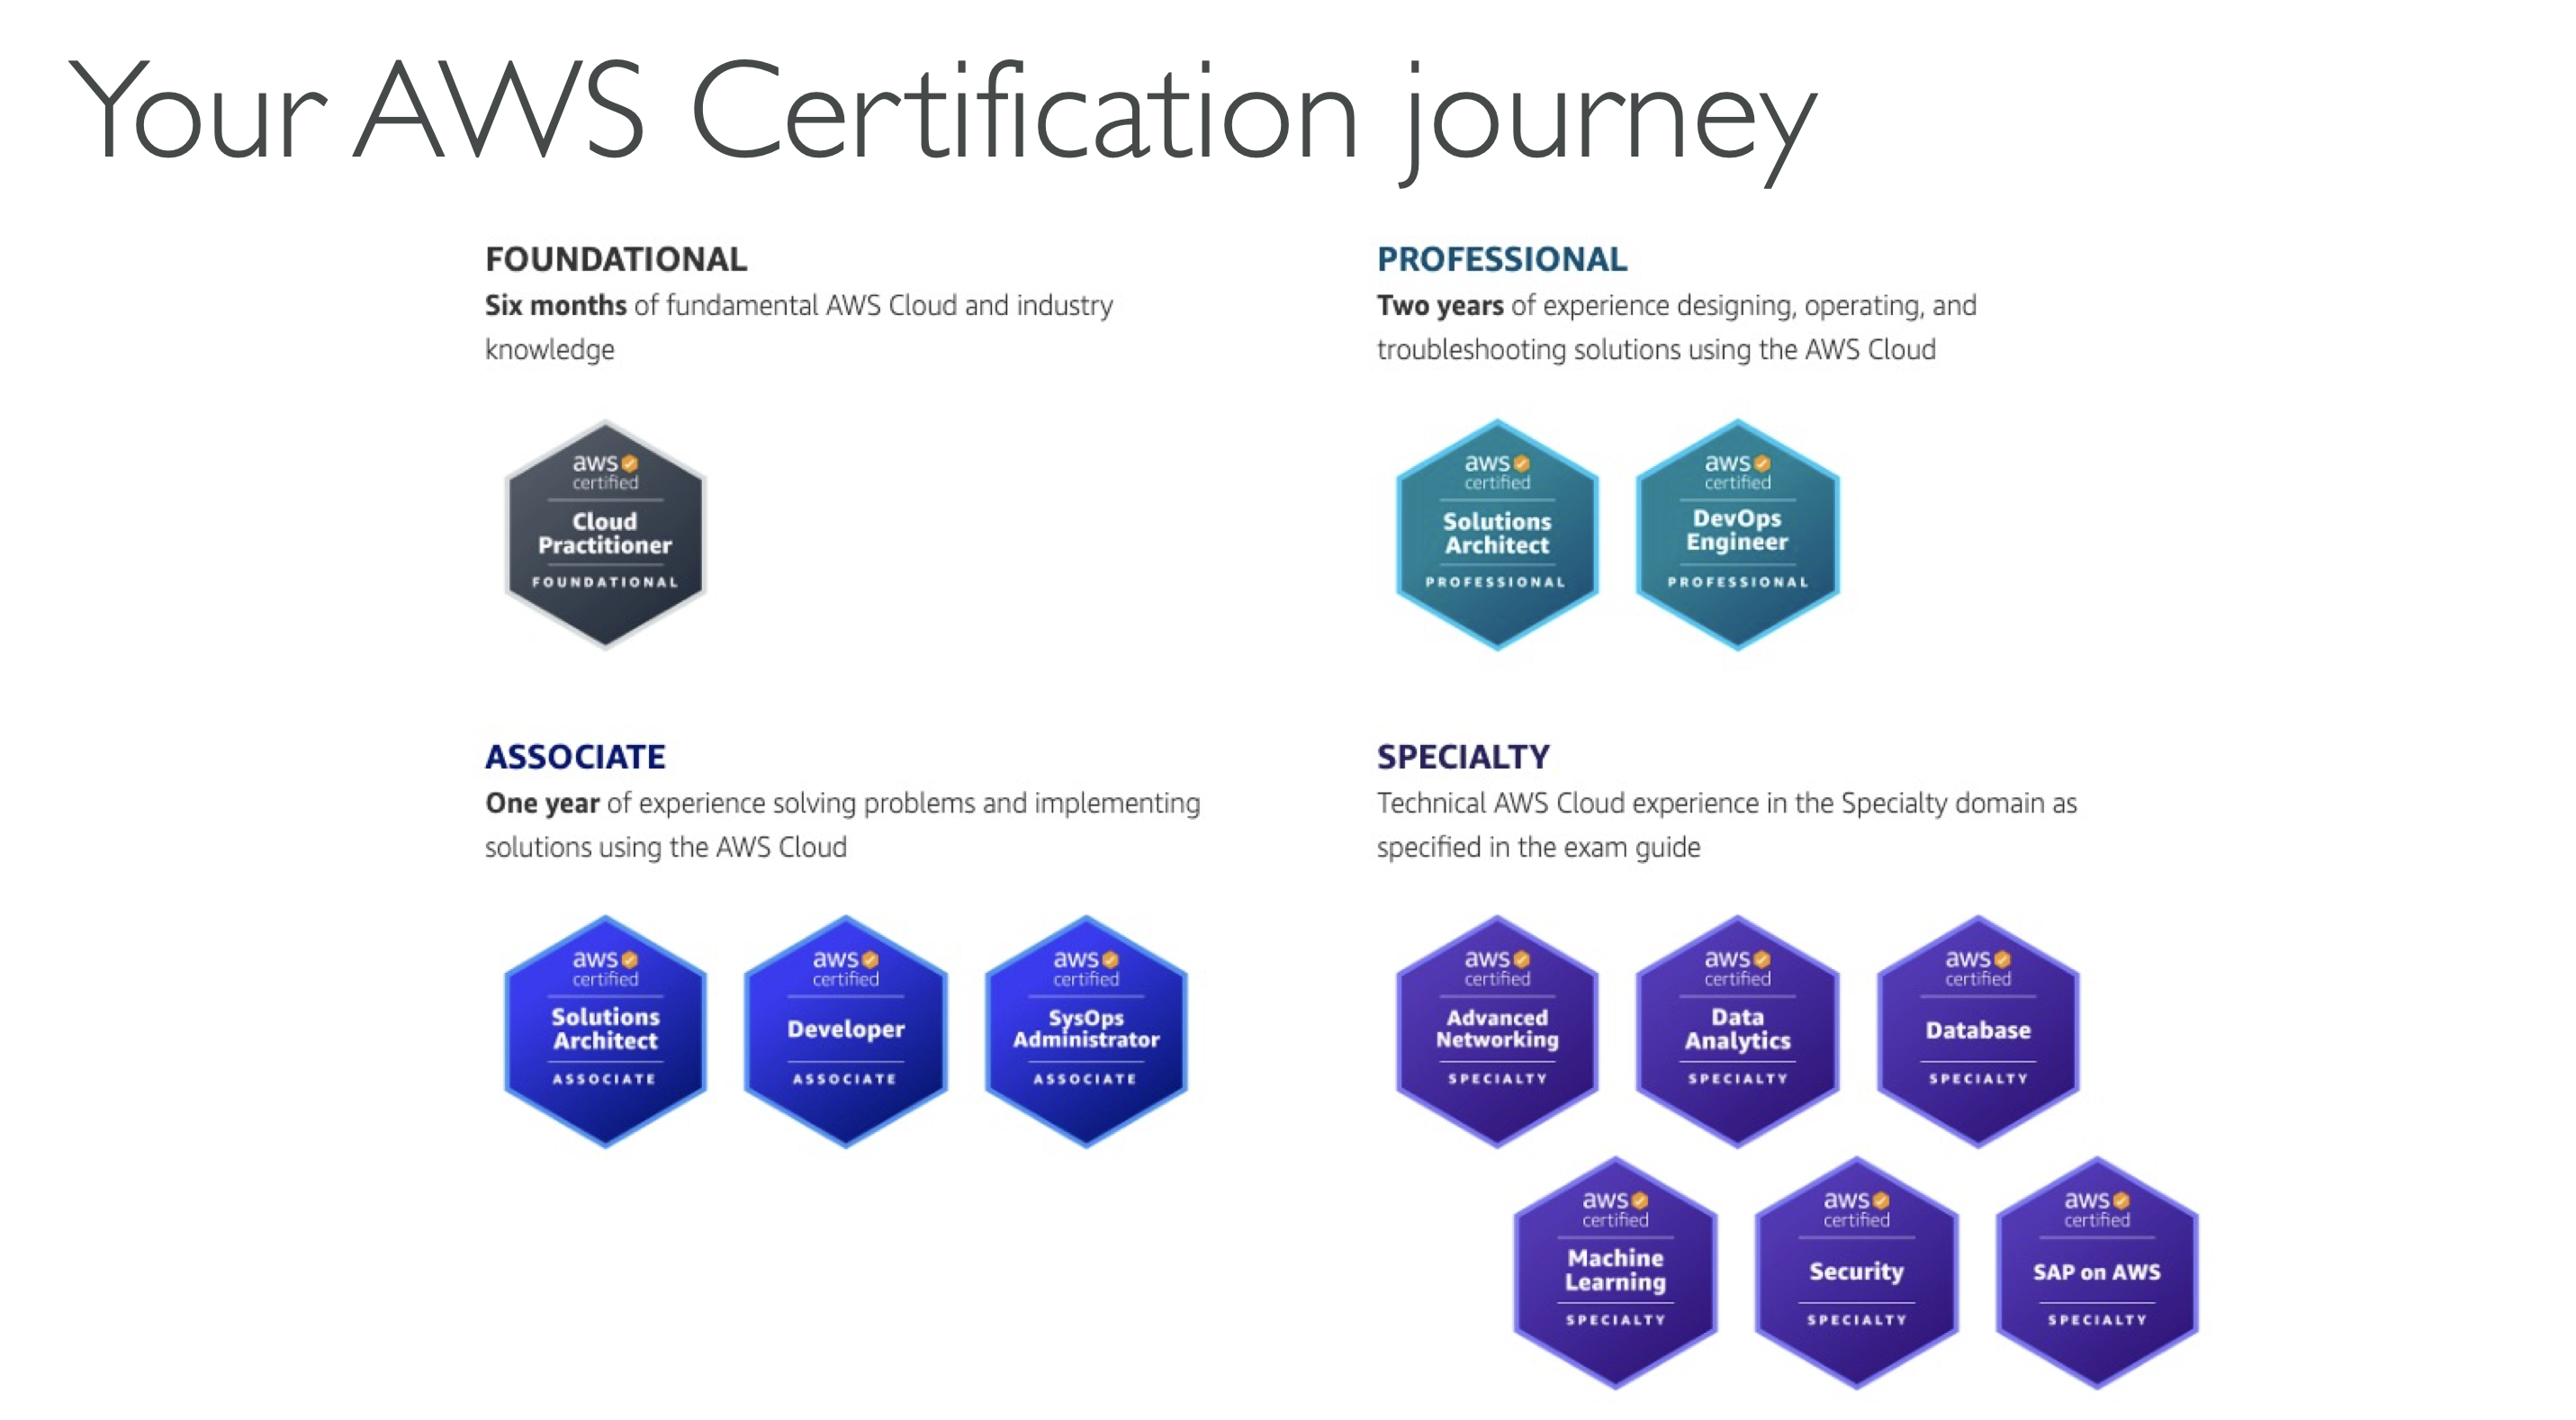 Your AWS Certification journey
FOUNDATIONAL
Six months of fundamental AWS Cloud and industry
knowledge
aws
certified
Cloud
Practitioner
FOUNDATIONAL
PROFESSIONAL
Two years of experience designing, operating, and
troubleshooting solutions using the AWS Cloud
aws
certified
Solutions
Architect
PROFESSIONAL
aws
certified
DevOps
Engineer
PROFESSIONAL
ASSOCIATE
One year of experience solving problems and implementing
solutions using the AWS Cloud
aws
certified
Solutions
Architect
ASSOCIATE
aws
certified
Developer
ASSOCIATE
aws
certified
SysOps
Administrator
ASSOCIATE
SPECIALTY
Technical AWS Cloud experience in the Specialty domain as
specified in the exam guide
aws
certified
Advanced
Networking
SPECIALTY
aws
certified
Data
Analytics
SPECIALTY
aws
certified
Database
SPECIALTY
aws
certified
Machine
Learning
SPECIALTY
aws
certified
Security
SPECIALTY
aws
certified
SAP on AWS
SPECIALTY